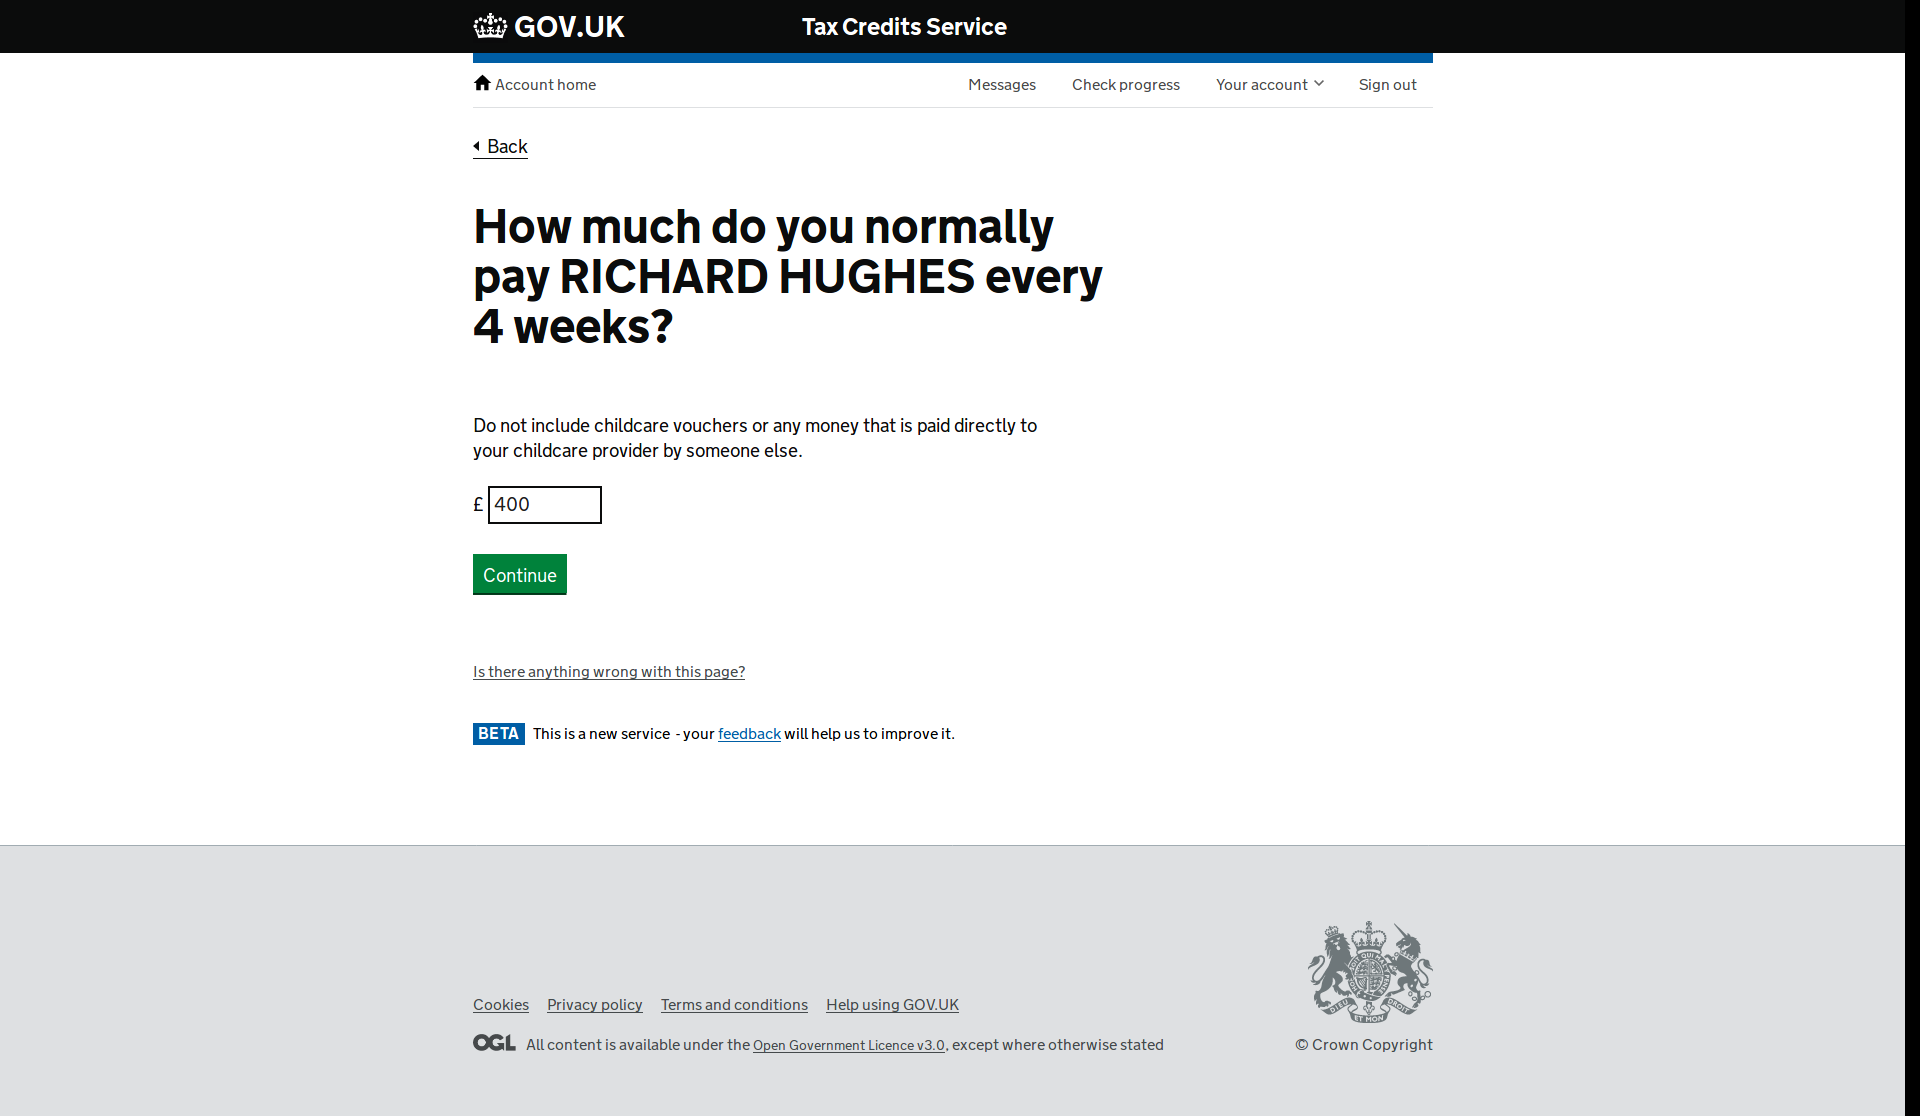 GOV.UK
Tax Credits Service
Account home
Messages
Check progress
Your account
Sign out
Back
How much do you normally
pay RICHARD HUGHES every
4 weeks?
Do not include childcare vouchers or any money that is paid directly to
your childcare provider by someone else.
£ 400
Continue
Is there anything wrong with this page?
BETA This is a new service - your feedback will help us to improve it.
Cookies
Privacy policy
Terms and conditions
Help using GOV.UK
OGL All content is available under the Open Government Licence v3.0, except where otherwise stated
© Crown Copyright